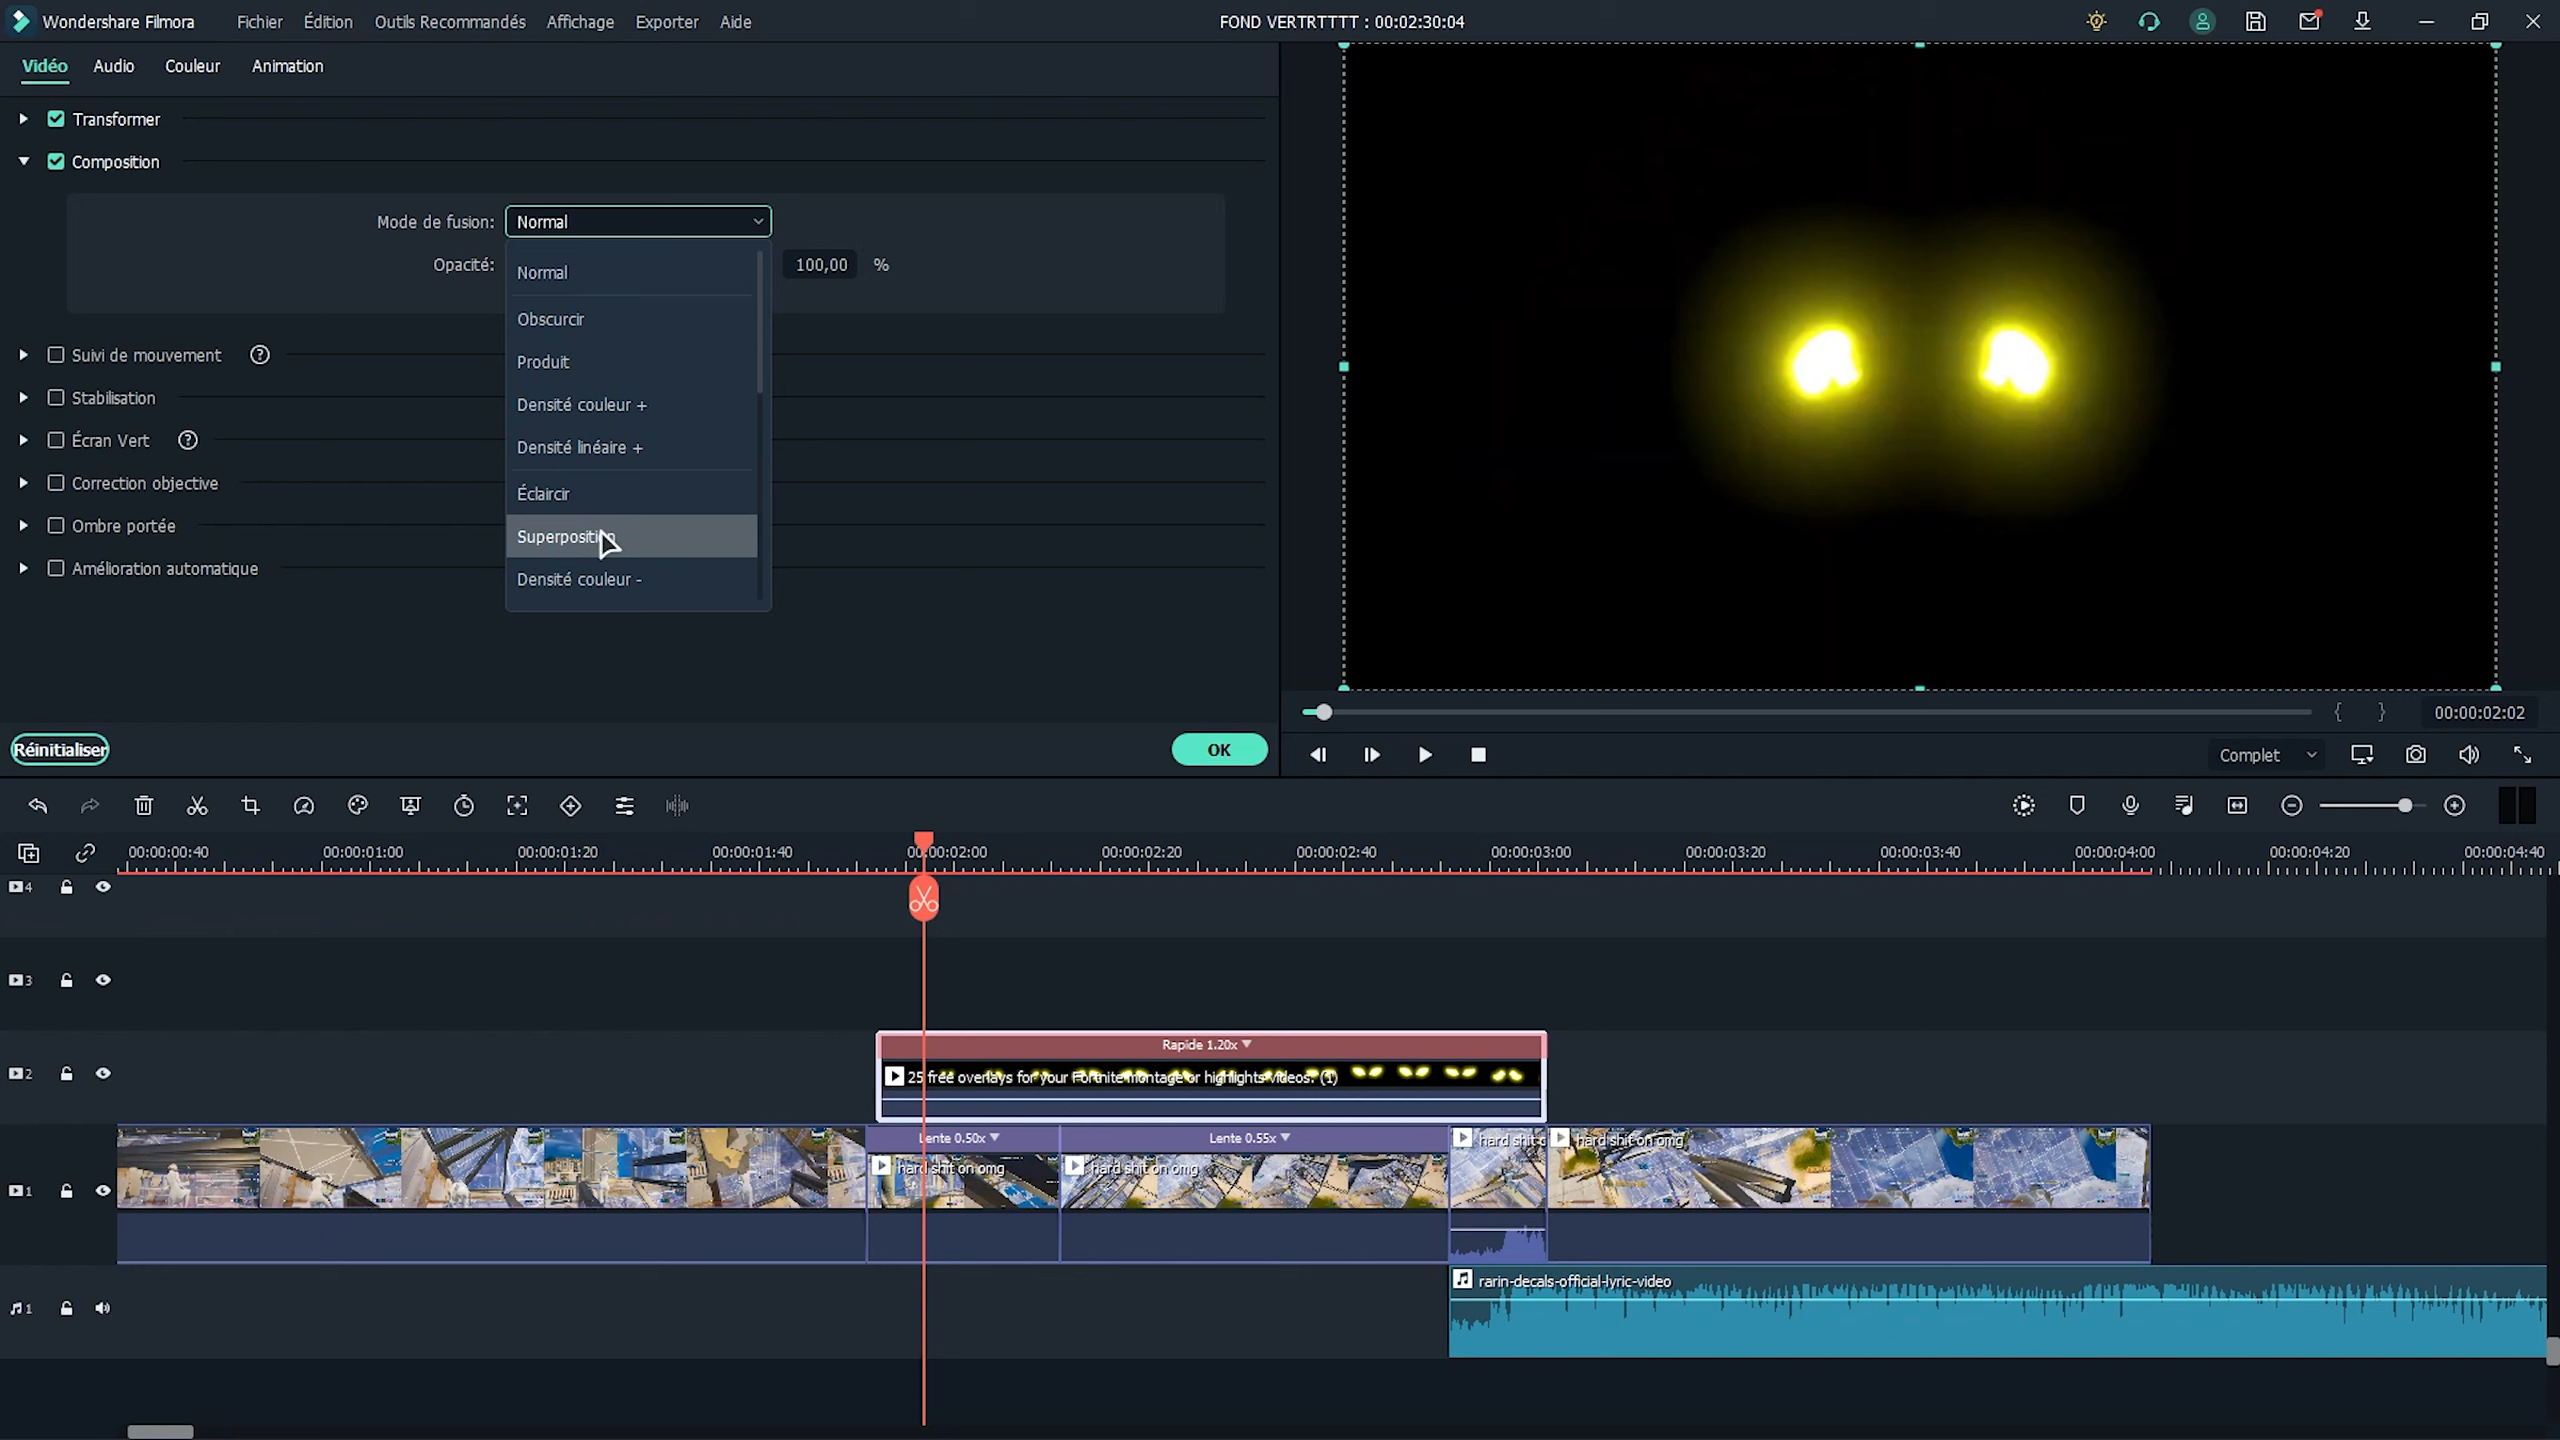 Wondershare Filmora
Fichier
Édition
Outils Recommandés
Affichage
Exporter
Aide
FOND VERTRTTTT : 00:02:30:04
Vidéo
Audio
Couleur
Animation
Transformer
Composition
Mode de fusion:
Normal
Opacité:
100,00
%
Normal
Obscurcir
Produit
Densité couleur +
Densité linéaire +
Éclaircir
Superposition
Densité couleur -
Suivi de mouvement
Stabilisation
Écran Vert
Correction objective
Ombre portée
Amélioration automatique
Réinitialiser
OK
{ }
00:00:02:02
Complet
00:00:00:40
00:00:01:00
00:00:01:20
00:00:01:40
00:00:02:00
00:00:02:20
00:00:02:40
00:00:03:00
00:00:03:20
00:00:03:40
00:00:04:00
00:00:04:20
00:00:04:40
4
3
2
Rapide 1.20x
25 free overlays for your Fortnite montage or highlights videos. (1)
1
Lente 0.50x
hard shit on omg
Lente 0.55x
hard shit on omg
hard shit o
hard shit on omg
1
rarin-decals-official-lyric-video